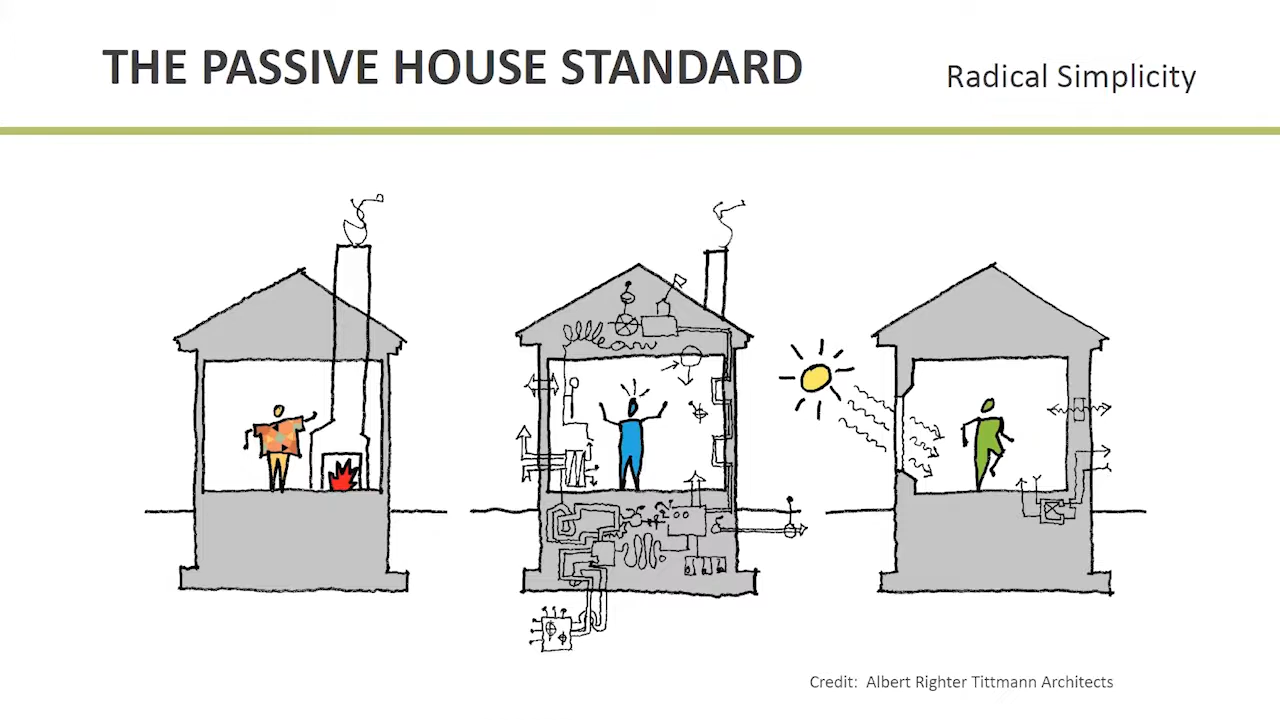 THE PASSIVE HOUSE STANDARD
Radical Simplicity
Credit: Albert Righter Tittmann Architects